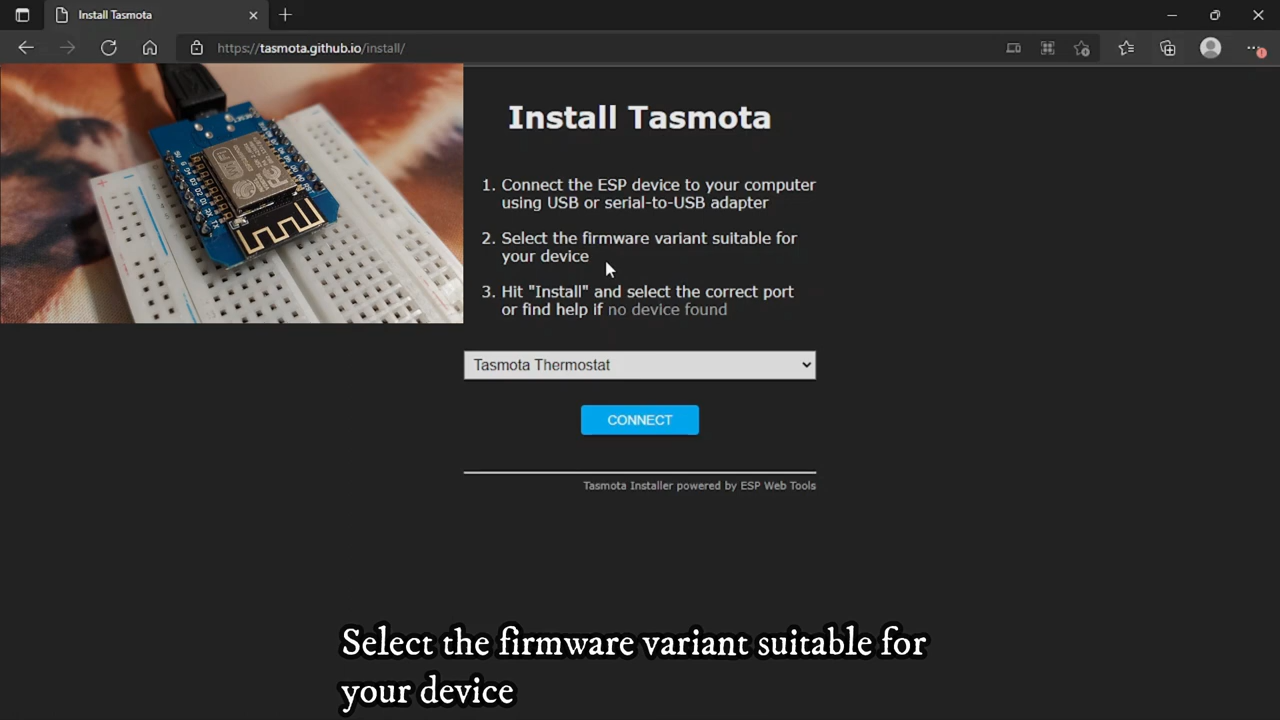 Install Tasmota
https://tasmota.github.io/install/
Install Tasmota
1. Connect the ESP device to your computer
using USB or serial-to-USB adapter
2. Select the firmware variant suitable for
your device
3. Hit "Install" and select the correct port
or find help if no device found
Tasmota Thermostat
CONNECT
Tasmota Installer powered by ESP Web Tools
Select the firmware variant suitable for
your device